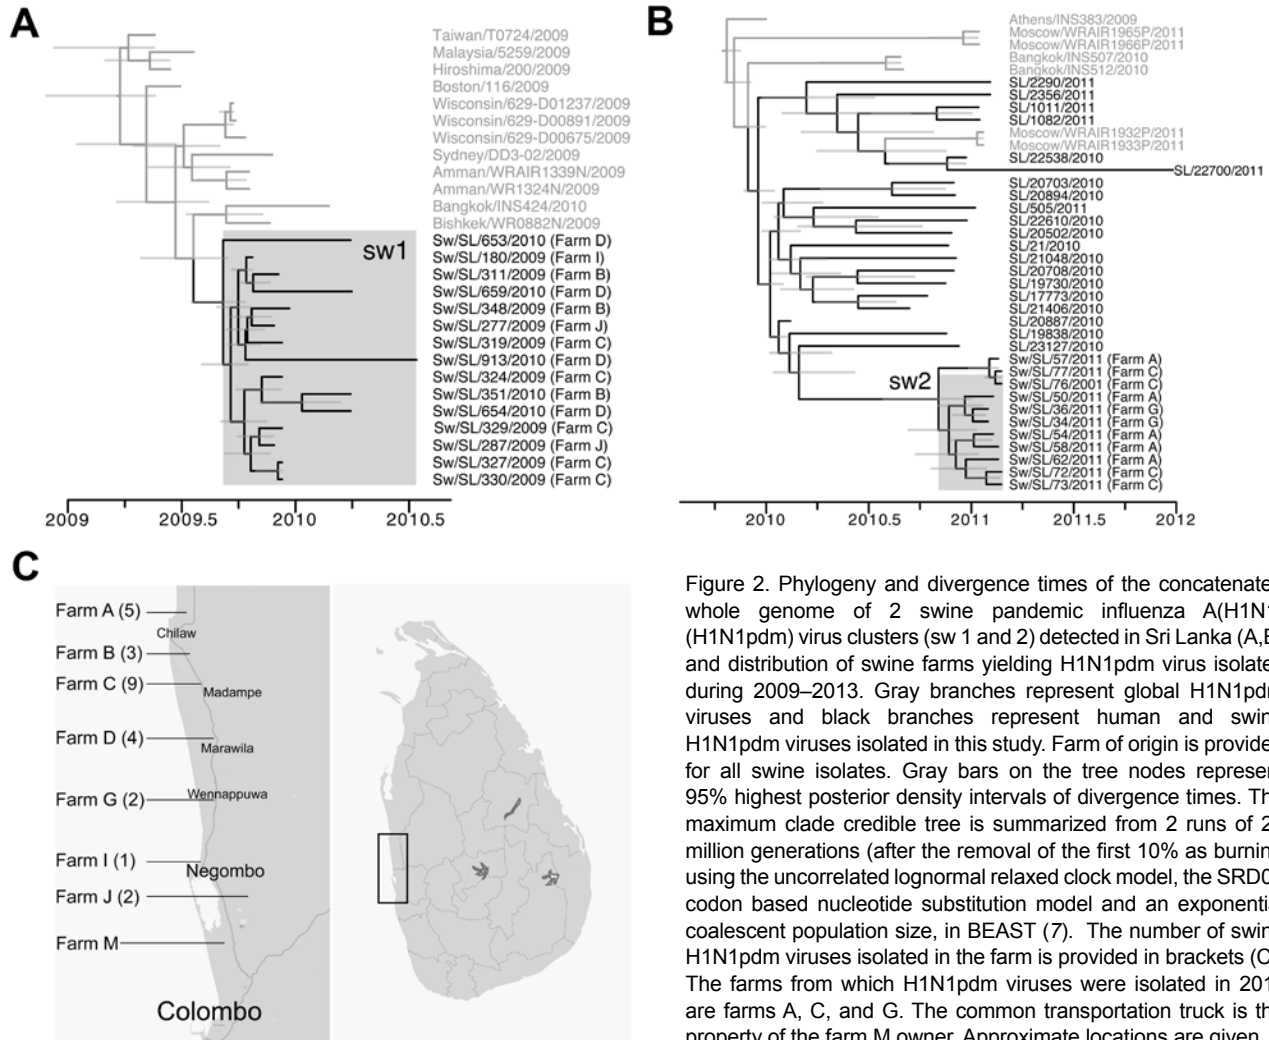 A
Taiwan/T0724/2009
Malaysia/5259/2009
Hiroshima/200/2009
Boston/116/2009
Wisconsin/629-D01237/2009
Wisconsin/629-D00891/2009
Wisconsin/629-D00675/2009
Sydney/DD3-02/2009
Amman/WRAIR1339N/2009
Amman/WR1324N/2009
Bangkok/INS424/2010
Bishkek/WR0882N/2009
sw1
Sw/SL/653/2010 (Farm D)
Sw/SL/180/2009 (Farm I)
Sw/SL/311/2009 (Farm B)
Sw/SL/659/2010 (Farm D)
Sw/SL/348/2009 (Farm B)
Sw/SL/277/2009 (Farm J)
Sw/SL/319/2009 (Farm C)
Sw/SL/913/2010 (Farm D)
Sw/SL/324/2009 (Farm C)
Sw/SL/351/2010 (Farm B)
Sw/SL/654/2010 (Farm D)
Sw/SL/329/2009 (Farm C)
Sw/SL/287/2009 (Farm J)
Sw/SL/327/2009 (Farm C)
Sw/SL/330/2009 (Farm C)
2009 2009.5 2010 2010.5
B
Athens/INS383/2009
Moscow/WRAIR1965P/2011
Moscow/WRAIR1966P/2011
Bangkok/INS507/2010
Bangkok/INS512/2010
SL/2290/2011
SL/2356/2011
SL/1011/2011
SL/1082/2011
Moscow/WRAIR1932P/2011
Moscow/WRAIR1933P/2011
SL/22538/2010
SL/22700/2011
SL/20703/2010
SL/20894/2010
SL/505/2011
SL/22610/2010
SL/20502/2010
SL/21/2010
SL/21048/2010
SL/20708/2010
SL/19730/2010
SL/17773/2010
SL/21406/2010
SL/20887/2010
SL/19838/2010
SL/23127/2010
sw2
Sw/SL/57/2011 (Farm A)
Sw/SL/77/2011 (Farm C)
Sw/SL/76/2001 (Farm C)
Sw/SL/50/2011 (Farm A)
Sw/SL/36/2011 (Farm G)
Sw/SL/34/2011 (Farm G)
Sw/SL/54/2011 (Farm A)
Sw/SL/58/2011 (Farm A)
Sw/SL/62/2011 (Farm A)
Sw/SL/72/2011 (Farm C)
Sw/SL/73/2011 (Farm C)
2010 2010.5 2011 2011.5 2012
C
Farm A (5)
Chilaw
Farm B (3)
Farm C (9)
Madampe
Farm D (4)
Marawila
Wennappuwa
Farm G (2)
Farm I (1)
Negombo
Farm J (2)
Farm M
Colombo
Figure 2. Phylogeny and divergence times of the concatenate
whole genome of 2 swine pandemic influenza A(H1N1
(H1N1pdm) virus clusters (sw 1 and 2) detected in Sri Lanka (A,B
and distribution of swine farms yielding H1N1pdm virus isolate
during 2009–2013. Gray branches represent global H1N1pdm
viruses and black branches represent human and swin
H1N1pdm viruses isolated in this study. Farm of origin is provide
for all swine isolates. Gray bars on the tree nodes represen
95% highest posterior density intervals of divergence times. Th
maximum clade credible tree is summarized from 2 runs of 2
million generations (after the removal of the first 10% as burnin
using the uncorrelated lognormal relaxed clock model, the SRD0
codon based nucleotide substitution model and an exponentia
coalescent population size, in BEAST (7). The number of swin
H1N1pdm viruses isolated in the farm is provided in brackets (C
The farms from which H1N1pdm viruses were isolated in 201
are farms A, C, and G. The common transportation truck is th
property of the farm M owner. Approximate locations are given